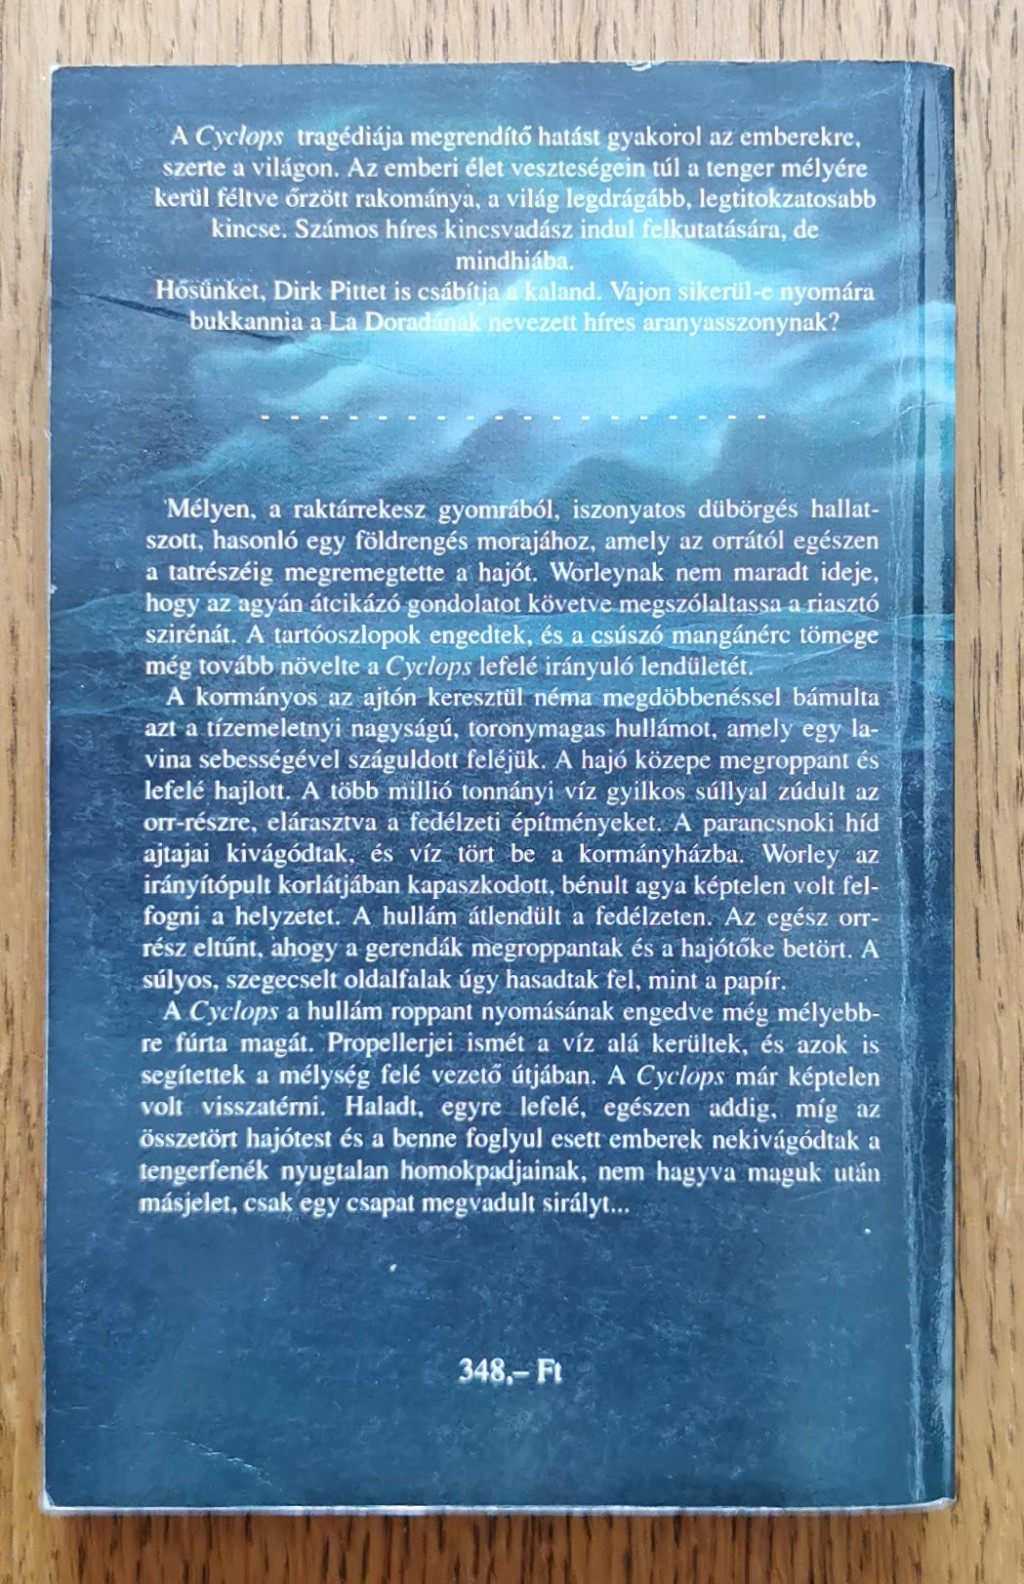 A Cyclops tragédiája megrendítő hatást gyakorol az emberekre,
szerte a világon. Az emberi élet veszteségein túl a tenger mélyére
kerül féltve őrzött rakománya, a világ legdrágább, legtitokzatosabb
kincse. Számos híres kincsvadász indul felkutatására, de
mindhiába.
Hősünket, Dirk Pittet is csábítja a kaland. Vajon sikerül-e nyomára
bukkannia a La Doradának nevezett híres aranyasszonynak?
- - - - - - - - - - - - - - - - - -
Mélyen, a raktárrekesz gyomrából, iszonyatos dübörgés hallat-
szott, hasonló egy földrengés morajához, amely az orrától egészen
a tatrészéig megremegtette a hajót. Worleynak nem maradt ideje,
hogy az agyán átcikázó gondolatot követve megszólaltassa a riasztó
szirénát. A tartóoszlopok engedtek, és a csúszó mangánérc tömege
még tovább növelte a Cyclops lefelé irányuló lendületét.
A kormányos az ajtón keresztül néma megdöbbenéssel bámulta
azt a tízemeletnyi nagyságú, toronymagas hullámot, amely egy la-
vina sebességével száguldott feléjük. A hajó közepe megroppant és
lefelé hajlott. A több millió tonnányi víz gyilkos súllyal zúdult az
orr-részre, elárasztva a fedélzeti építményeket. A parancsnoki híd
ajtajai kivágódtak, és víz tört be a kormányházba. Worley az
irányítópult korlátjában kapaszkodott, bénult agya képtelen volt fel-
fogni a helyzetet. A hullám átlendült a fedélzeten. Az egész orr-
rész eltűnt, ahogy a gerendák megroppantak és a hajótőke betört. A
súlyos, szegecselt oldalfalak úgy hasadtak fel, mint a papír.
A Cyclops a hullám roppant nyomásának engedve még mélyebb-
re fúrta magát. Propellerjei ismét a víz alá kerültek, és azok is
segítettek a mélység felé vezető útjában. A Cyclops már képtelen
volt visszatérni. Haladt, egyre lefelé, egészen addig, míg az
összetört hajótest és a benne foglyul esett emberek nekivágódtak a
tengerfenék nyugtalan homokpadjainak, nem hagyva maguk után
másjelet, csak egy csapat megvadult sirályt...
348,– Ft